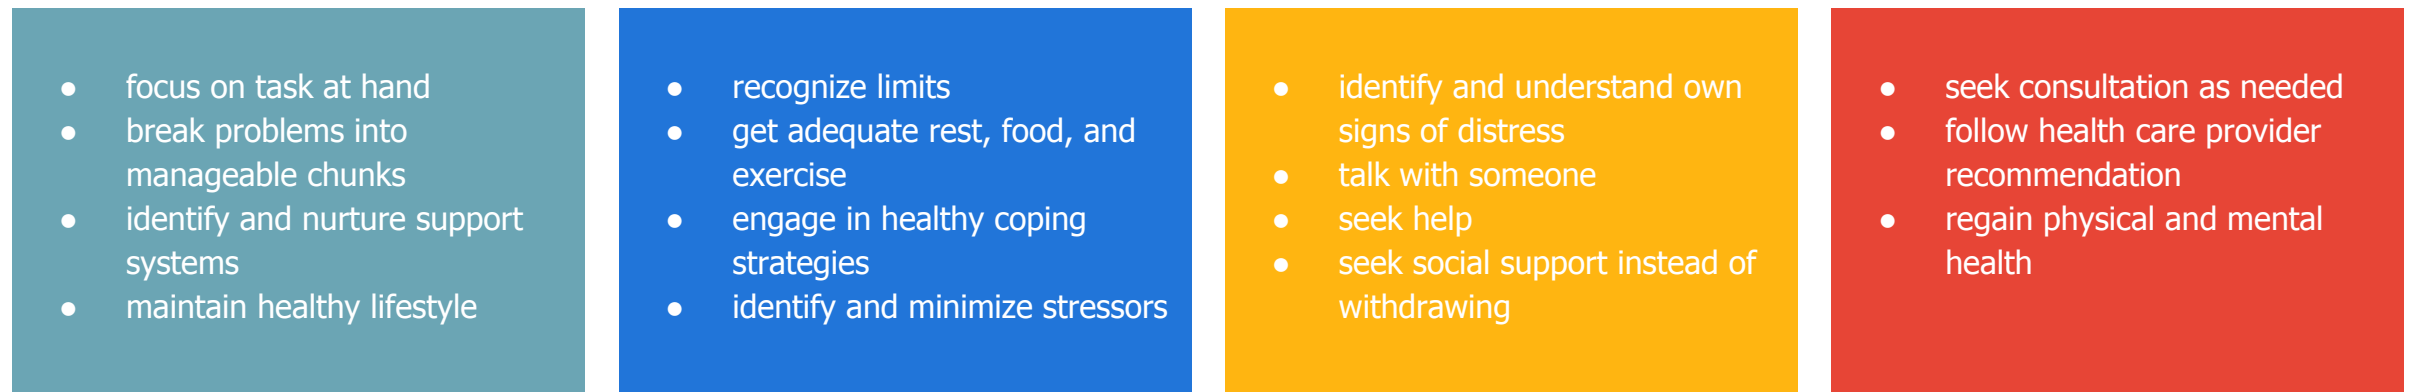 ● focus on task at hand
● break problems into
manageable chunks
● identify and nurture support
systems
● maintain healthy lifestyle
● recognize limits
● get adequate rest, food, and
exercise
● engage in healthy coping
strategies
● identify and minimize stressors
● identify and understand own
signs of distress
● talk with someone
● seek help
● seek social support instead of
withdrawing
● seek consultation as needed
● follow health care provider
recommendation
● regain physical and mental
health